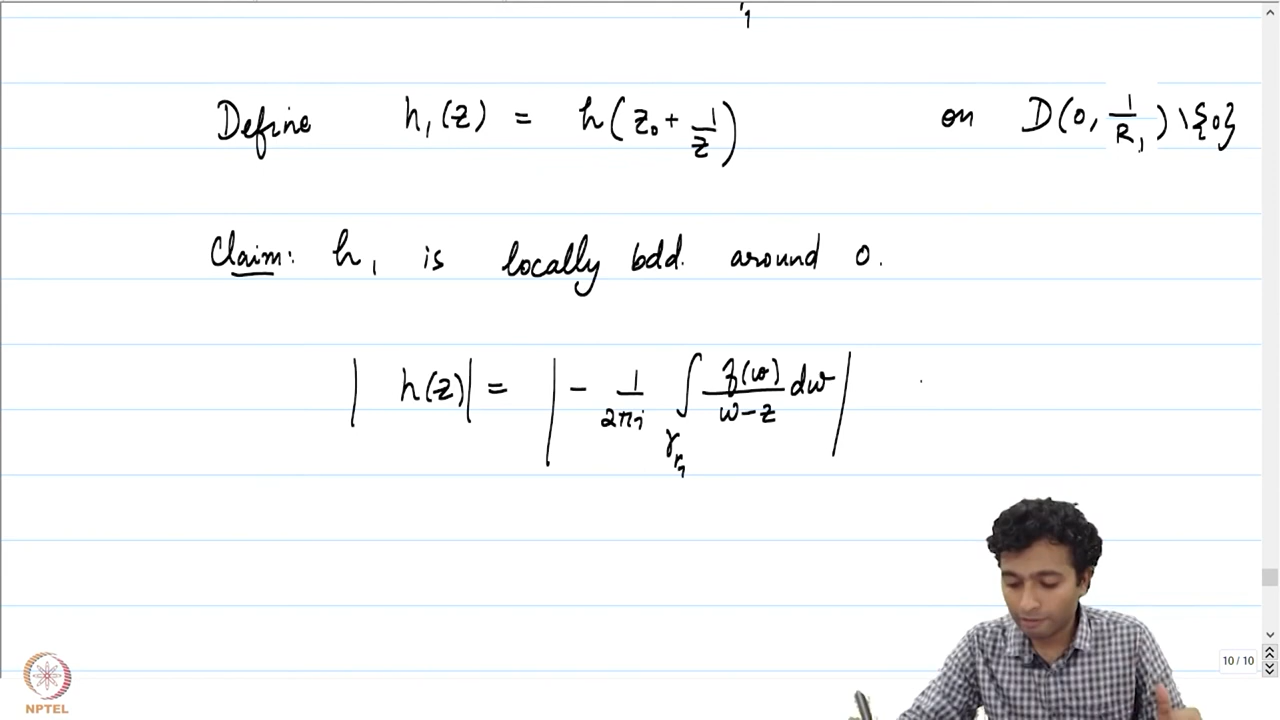 Define h₁(z) = h(z₀ + 1/z) on D(0, 1/R₁)\{0}
Claim: h₁ is locally bdd. around 0.
|h(z)| = |− 1/2πi ∫_γ_r₁ f(w)/(w−z) dw|
10 / 10
NPTEL